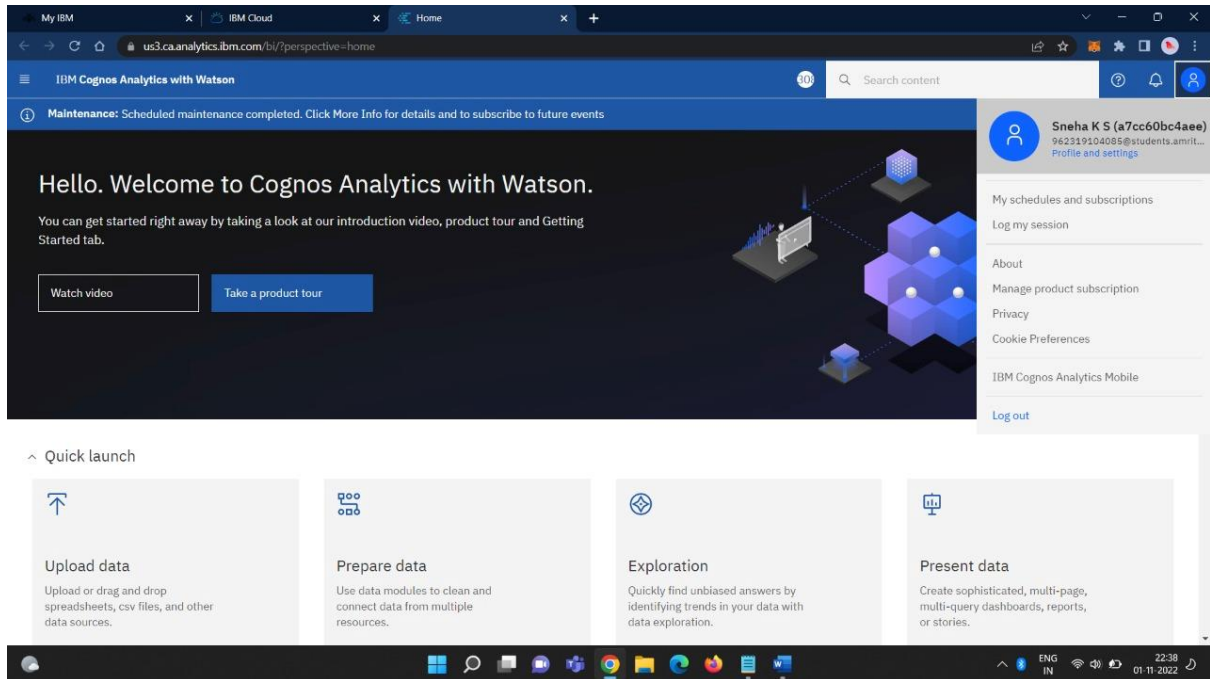 My IBM
IBM Cloud
Home
us3.ca.analytics.ibm.com/bi/?perspective=home
IBM Cognos Analytics with Watson
Search content
Maintenance: Scheduled maintenance completed. Click More Info for details and to subscribe to future events
Sneha K S (a7cc60bc4aee)
962319104085@students.amrit...
Profile and settings
My schedules and subscriptions
Log my session
About
Manage product subscription
Privacy
Cookie Preferences
IBM Cognos Analytics Mobile
Log out
Hello. Welcome to Cognos Analytics with Watson.
You can get started right away by taking a look at our introduction video, product tour and Getting
Started tab.
Watch video
Take a product tour
Quick launch
Upload data
Upload or drag and drop
spreadsheets, csv files, and other
data sources.
Prepare data
Use data modules to clean and
connect data from multiple
resources.
Exploration
Quickly find unbiased answers by
identifying trends in your data with
data exploration.
Present data
Create sophisticated, multi-page,
multi-query dashboards, reports,
or stories.
ENG
IN
22:38
01-11-2022